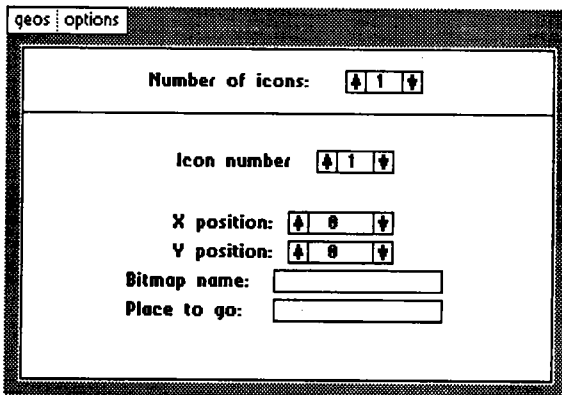 geos options
Number of icons: 1
Icon number 1
X position: 0
Y position: 0
Bitmap name:
Place to go: